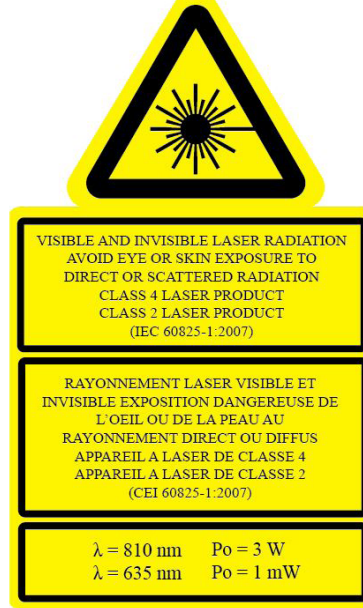 VISIBLE AND INVISIBLE LASER RADIATION
AVOID EYE OR SKIN EXPOSURE TO
DIRECT OR SCATTERED RADIATION
CLASS 4 LASER PRODUCT
CLASS 2 LASER PRODUCT
(IEC 60825-1:2007)
RAYONNEMENT LASER VISIBLE ET
INVISIBLE EXPOSITION DANGEREUSE DE
L'OEIL OU DE LA PEAU AU
RAYONNEMENT DIRECT OU DIFFUS
APPAREIL A LASER DE CLASSE 4
APPAREIL A LASER DE CLASSE 2
(CEI 60825-1:2007)
λ = 810 nm Po = 3 W
λ = 635 nm Po = 1 mW